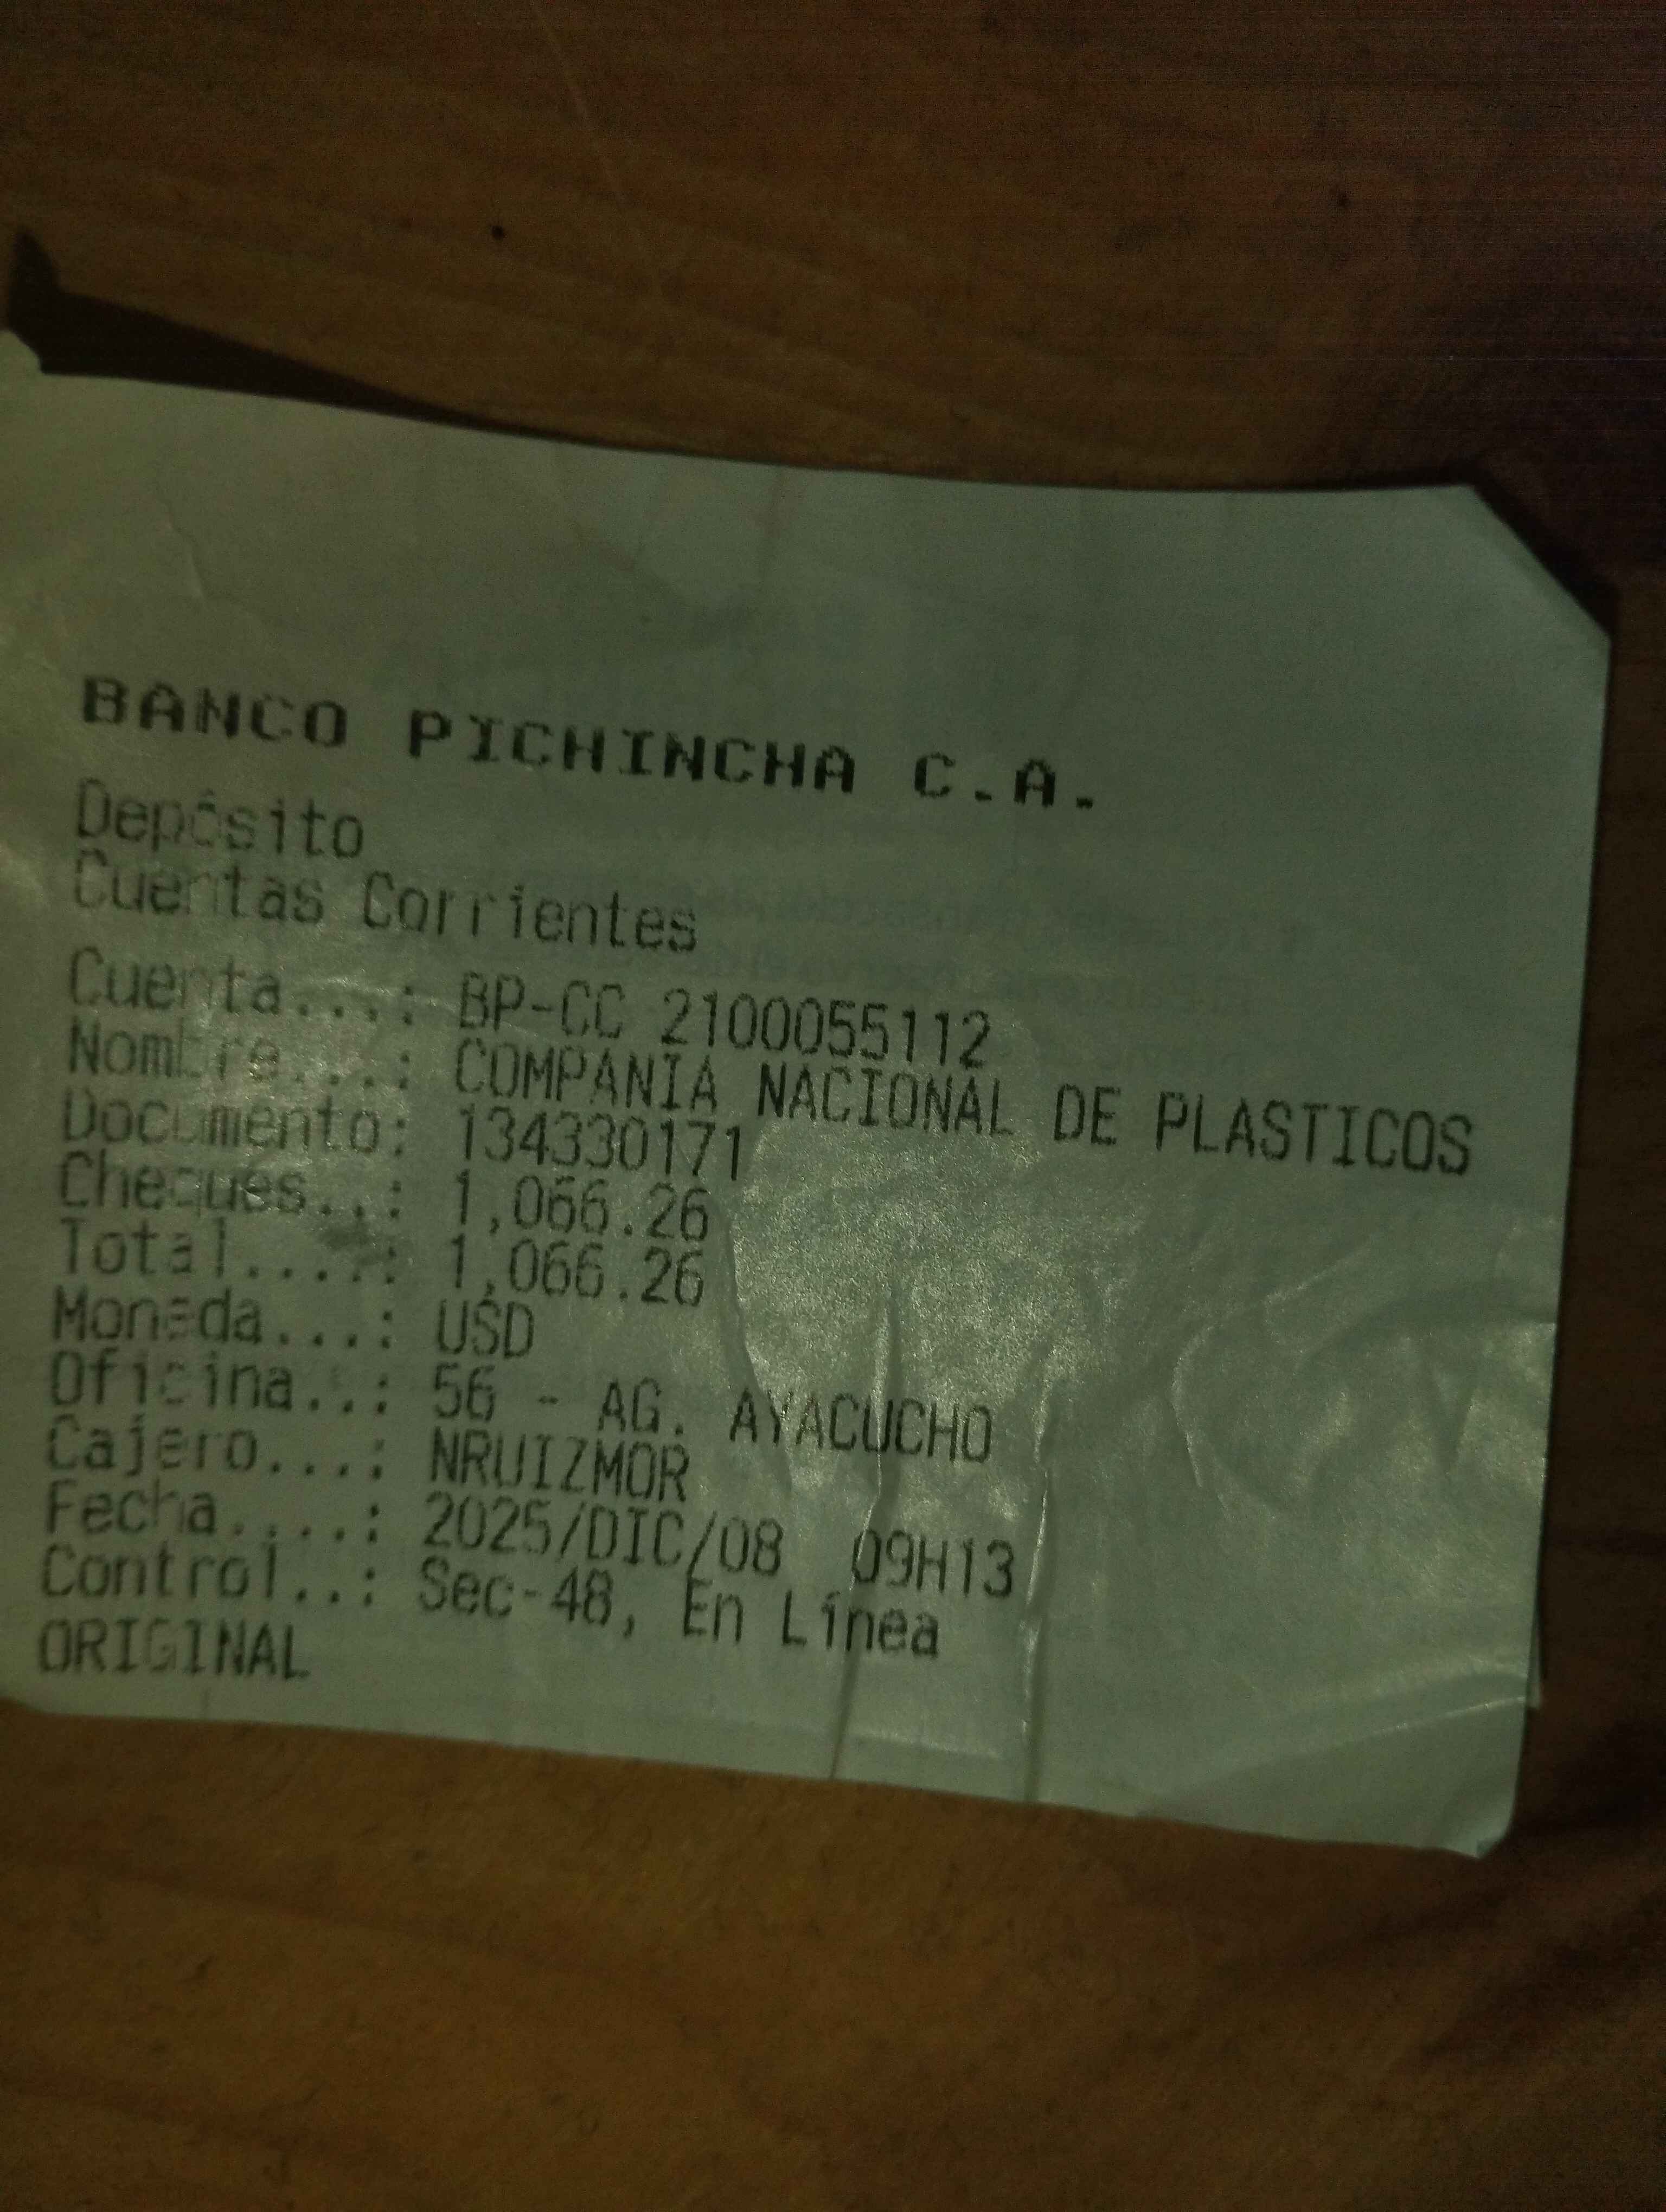 BANCO PICHINCHA C.A.
Depósito
Cuentas Corrientes
Cuenta...: BP-CC 2100055112
Nombre...: COMPANIA NACIONAL DE PLASTICOS
Documento: 134330171
Cheques..: 1,066.26
Total....: 1,066.26
Moneda...: USD
Oficina..: 56 - AG. AYACUCHO
Cajero...: NRUIZMOR
Fecha....: 2025/DIC/08 09H13
Control..: Sec-48, En Línea
ORIGINAL